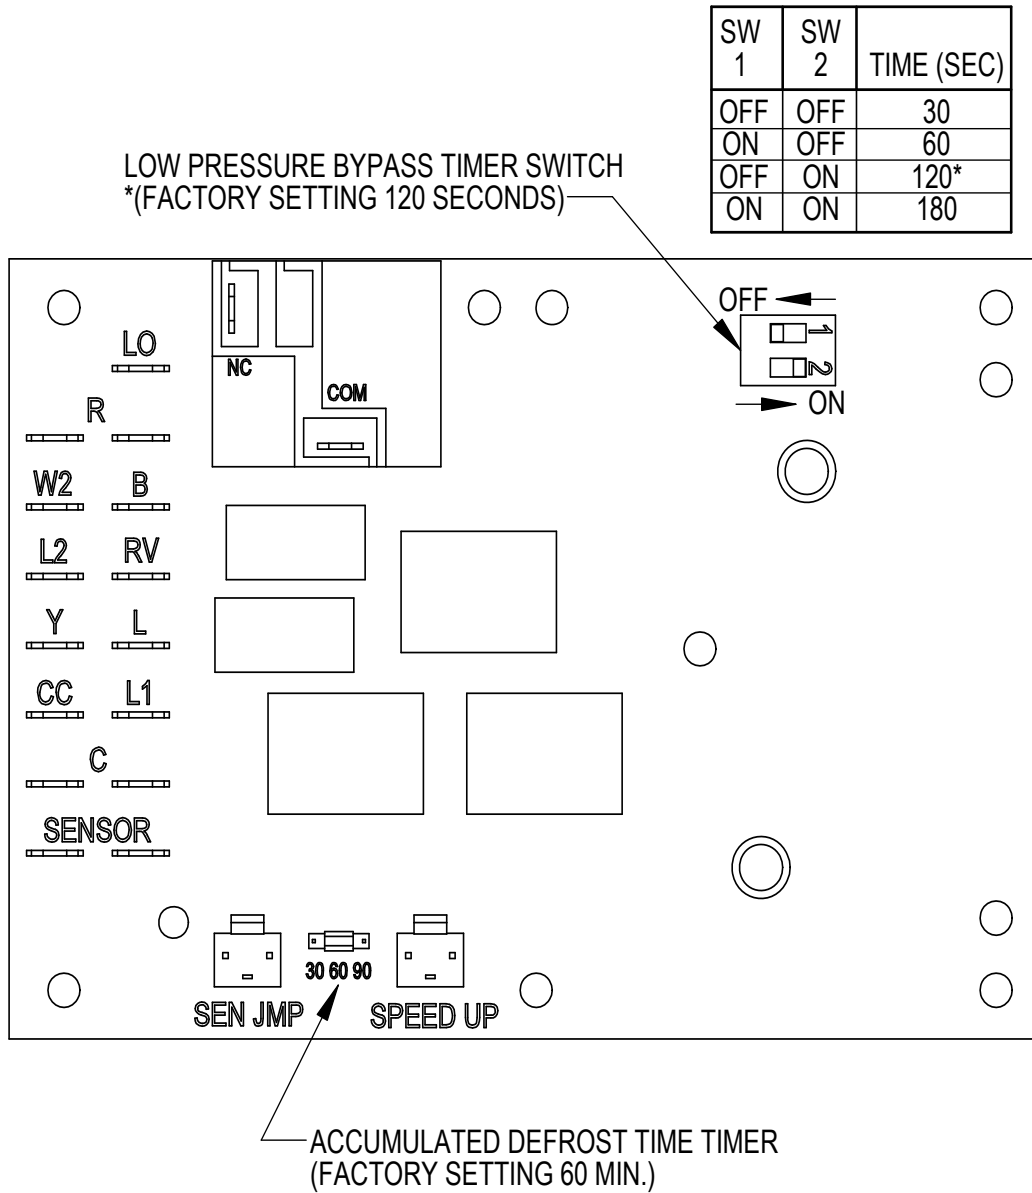 SW 1 SW 2 TIME (SEC)
OFF OFF 30
ON OFF 60
OFF ON 120*
ON ON 180
LOW PRESSURE BYPASS TIMER SWITCH
*(FACTORY SETTING 120 SECONDS)
OFF
1
2
ON
LO
R
W2 B
L2 RV
Y L
CC L1
C
SENSOR
NC
COM
30 60 90
SEN JMP SPEED UP
ACCUMULATED DEFROST TIME TIMER
(FACTORY SETTING 60 MIN.)